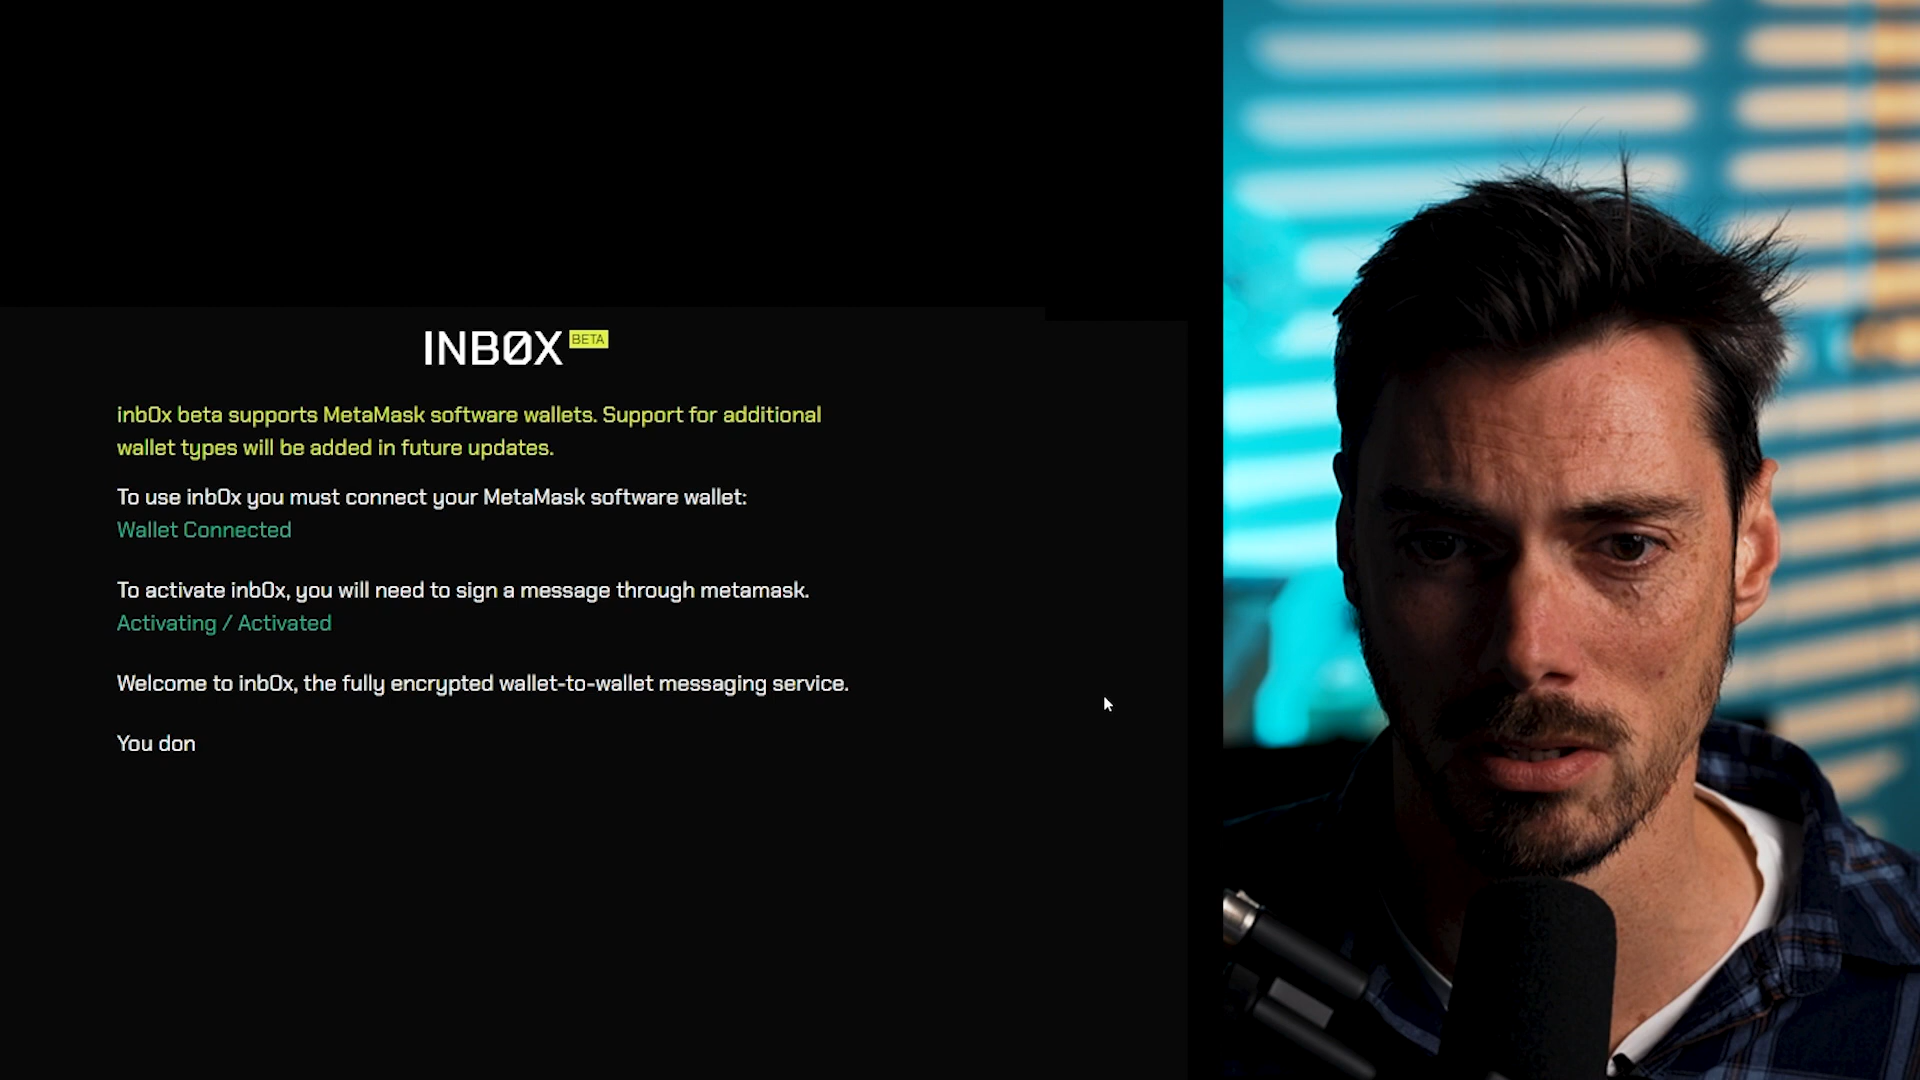 INBØX BETA
inb0x beta supports MetaMask software wallets. Support for additional
wallet types will be added in future updates.
To use inb0x you must connect your MetaMask software wallet:
Wallet Connected
To activate inb0x, you will need to sign a message through metamask.
Activating / Activated
Welcome to inb0x, the fully encrypted wallet-to-wallet messaging service.
You don